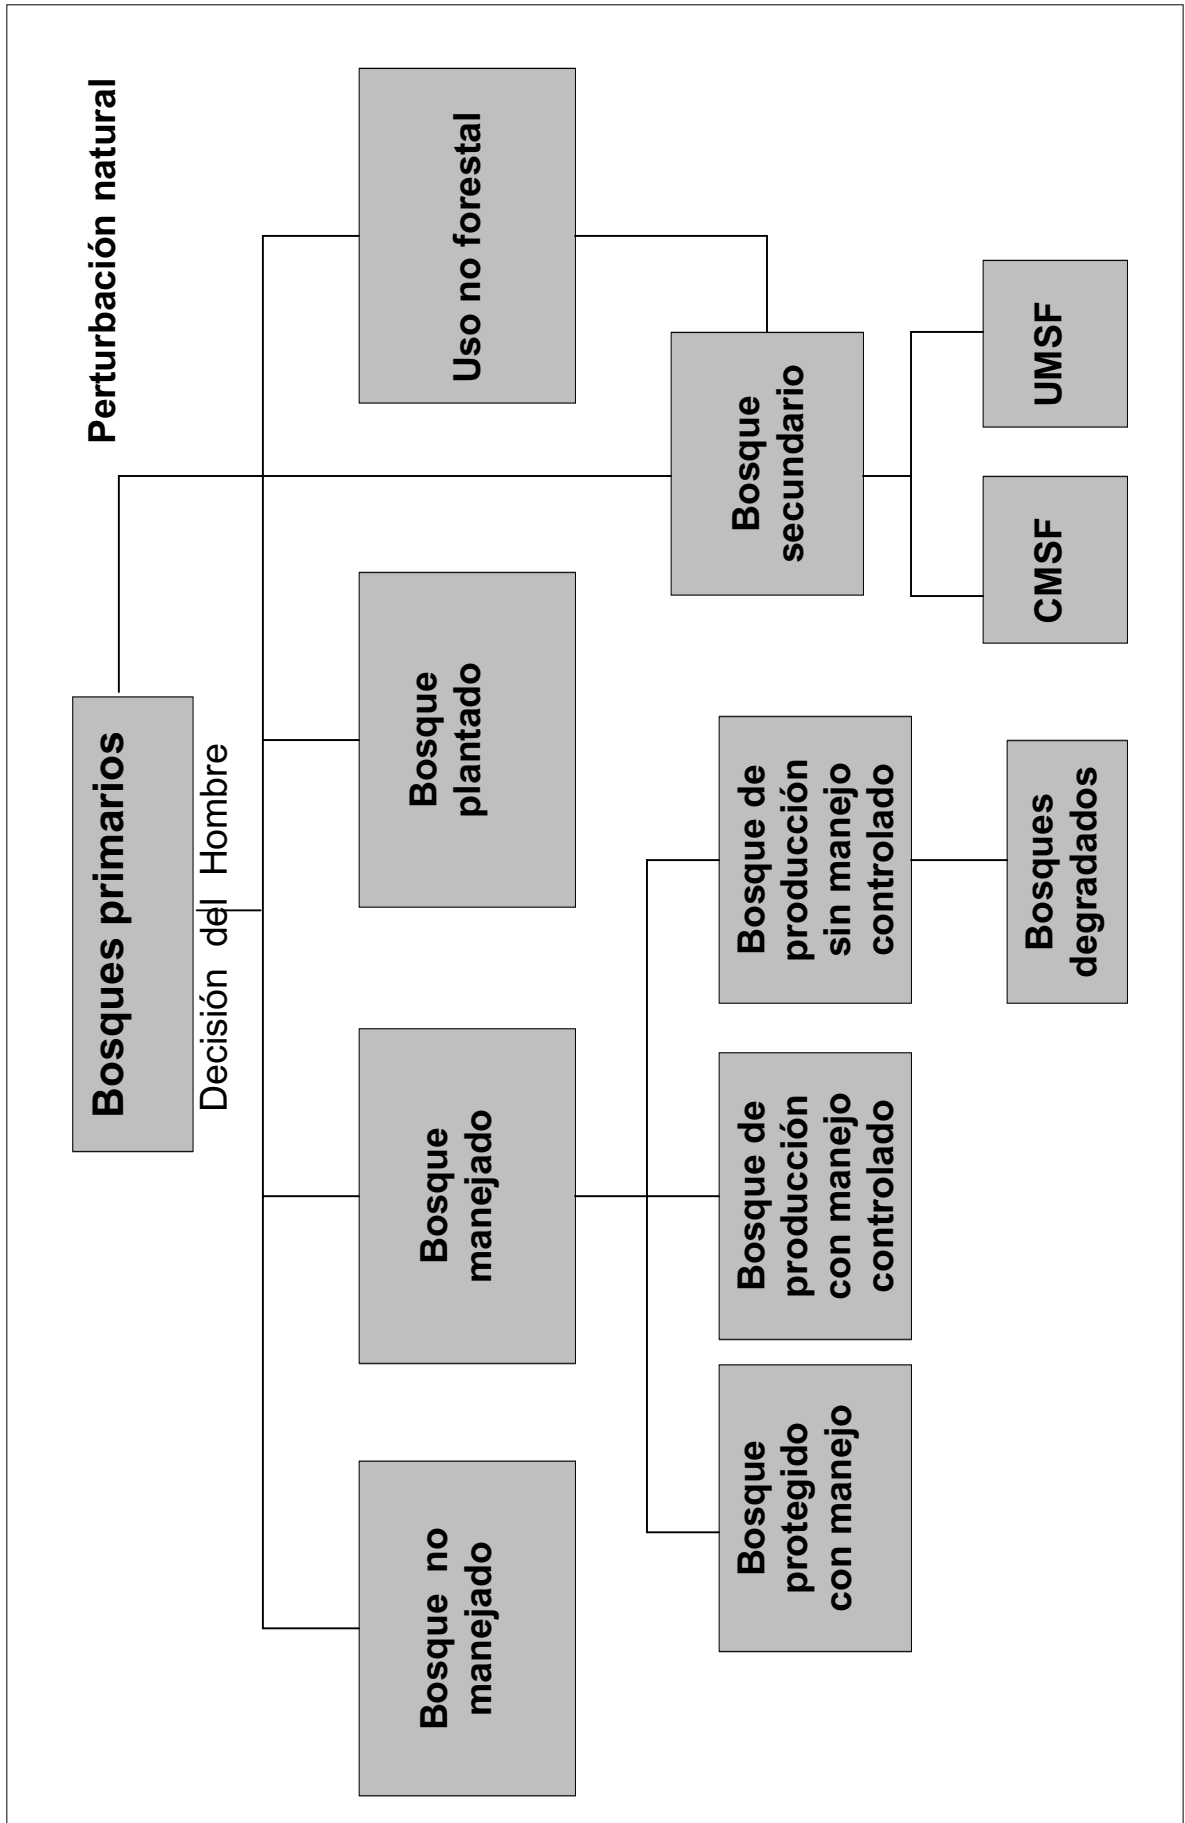 Perturbación natural
Bosques primarios
Decisión del Hombre
Bosque no
manejado
Bosque
manejado
Bosque
plantado
Uso no forestal
Bosque
secundario
Bosque
protegido
con manejo
Bosque de
producción
con manejo
controlado
Bosque de
producción
sin manejo
controlado
Bosques
degradados
CMSF
UMSF